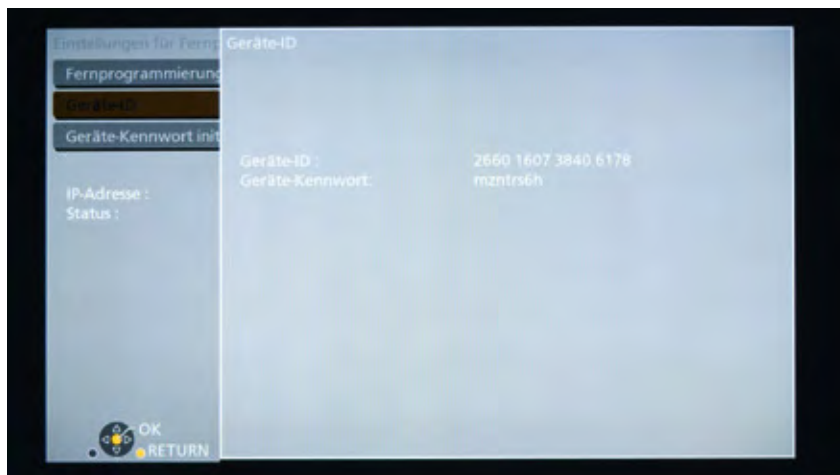 Einstellungen für Fernp
Fernprogrammierung
Geräte-ID
Geräte-Kennwort init
IP-Adresse :
Status :
OK
RETURN
Geräte-ID
Geräte-ID : 2660 1607 3840 6178
Geräte-Kennwort: mzntrs6h